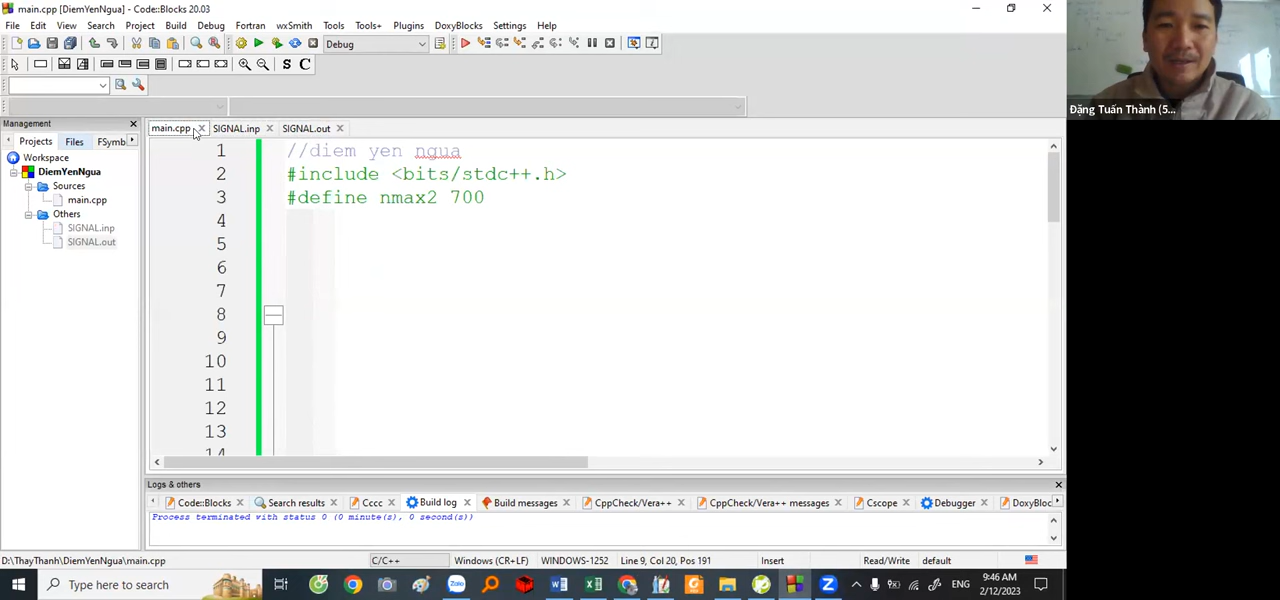 main.cpp [DiemYenNgua] - Code::Blocks 20.03
File Edit View Search Project Build Debug Fortran wxSmith Tools Tools+ Plugins DoxyBlocks Settings Help
Debug
S C
Management
Projects Files FSymb
Workspace
DiemYenNgua
Sources
main.cpp
Others
SIGNAL.inp
SIGNAL.out
main.cpp SIGNAL.inp SIGNAL.out
1 //diem yen ngua
2 #include <bits/stdc++.h>
3 #define nmax2 700
4
5
6
7
8
9
10
11
12
13
14
Logs & others
Code::Blocks Search results Cccc Build log Build messages CppCheck/Vera++ CppCheck/Vera++ messages Cscope Debugger DoxyBloc
Process terminated with status 0 (0 minute(s), 0 second(s))
D:\ThayThanh\DiemYenNgua\main.cpp C/C++ Windows (CR+LF) WINDOWS-1252 Line 9, Col 20, Pos 191 Insert Read/Write default
Type here to search
ENG
9:46 AM
2/12/2023
Đặng Tuấn Thành (5...